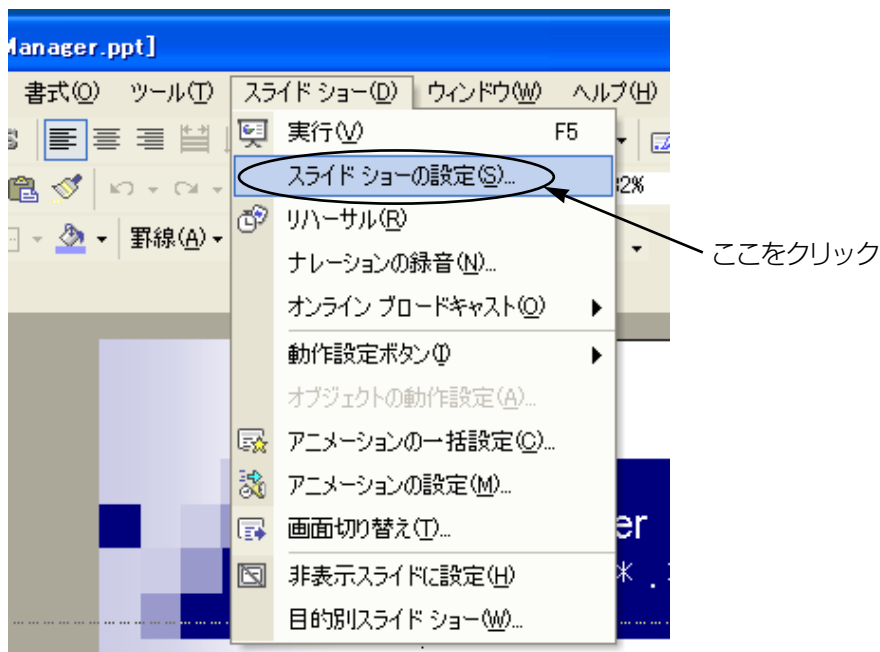 Manager.ppt]
書式(O) ツール(T) スライド ショー(D) ウィンドウ(W) ヘルプ(H)
実行(V) F5
スライド ショーの設定(S)...
2%
リハーサル(R)
罫線(A)
ここをクリック
ナレーションの録音(N)...
オンライン ブロードキャスト(O)
動作設定ボタン(I)
オブジェクトの動作設定(A)...
アニメーションの一括設定(C)...
アニメーションの設定(M)...
画面切り替え(T)...
er
非表示スライドに設定(H)
*.
目的別スライド ショー(W)...